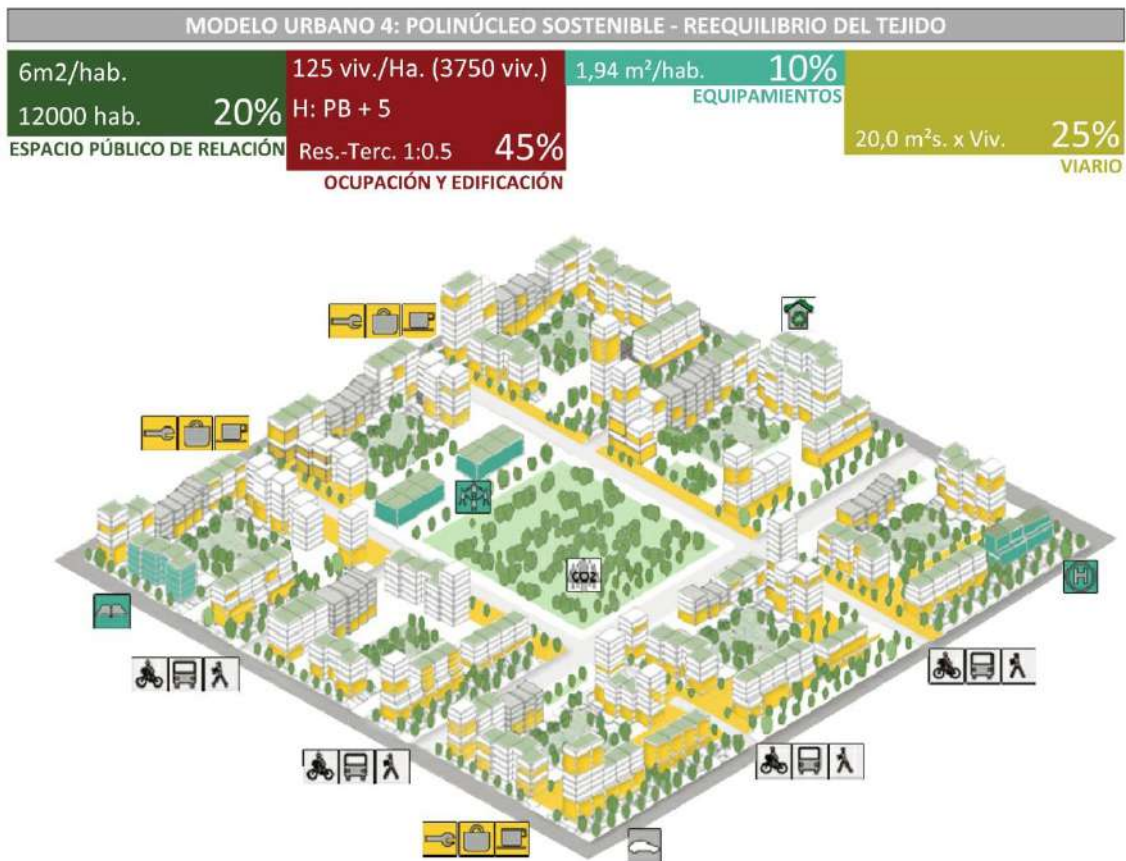 MODELO URBANO 4: POLINÚCLEO SOSTENIBLE - REEQUILIBRIO DEL TEJIDO
6m2/hab.
12000 hab. 20%
ESPACIO PÚBLICO DE RELACIÓN
125 viv./Ha. (3750 viv.)
H: PB + 5
Res.-Terc. 1:0.5 45%
OCUPACIÓN Y EDIFICACIÓN
1,94 m²/hab. 10%
EQUIPAMIENTOS
20,0 m²s. x Viv. 25%
VIARIO
CO2
H